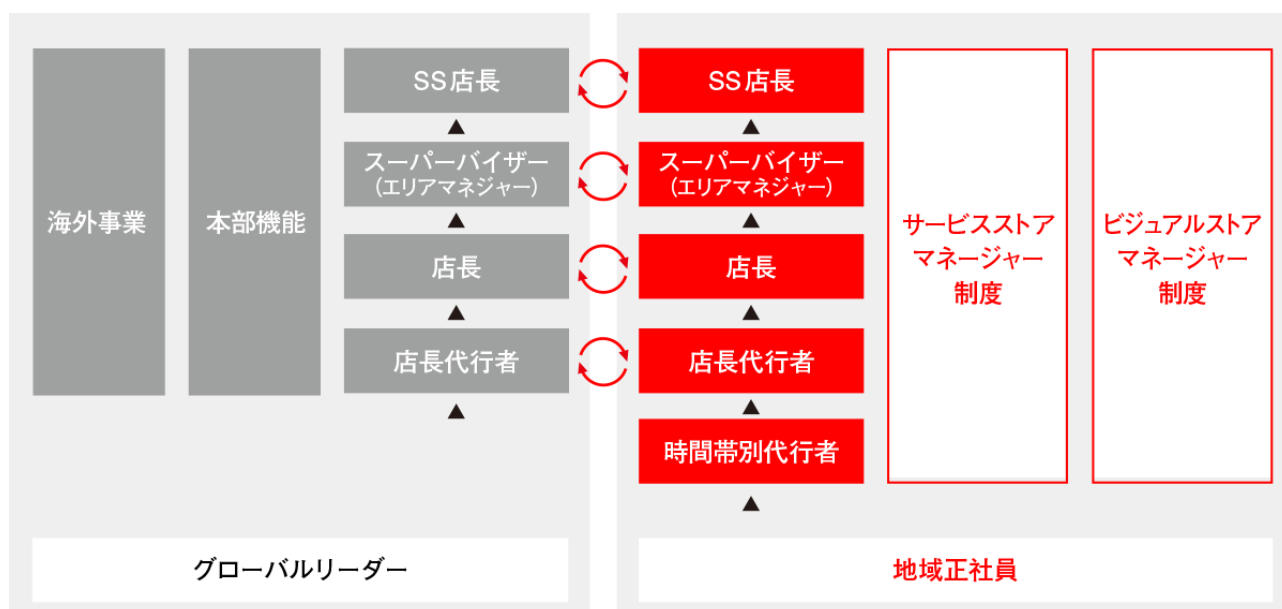 海外事業
本部機能
SS店長
スーパーバイザー
(エリアマネジャー)
店長
店長代行者
グローバルリーダー
SS店長
スーパーバイザー
(エリアマネジャー)
店長
店長代行者
時間帯別代行者
サービスストア
マネージャー
制度
ビジュアルストア
マネージャー
制度
地域正社員